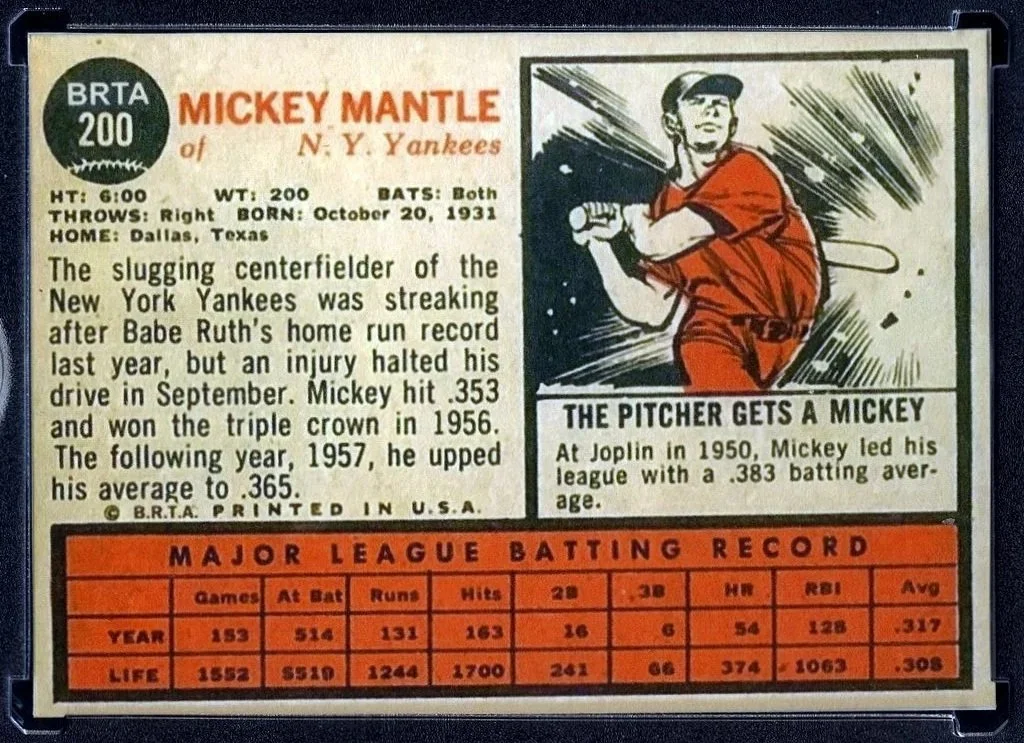 BRTA
200
MICKEY MANTLE
of N. Y. Yankees
HT: 6:00 WT: 200 BATS: Both
THROWS: Right BORN: October 20, 1931
HOME: Dallas, Texas
The slugging centerfielder of the
New York Yankees was streaking
after Babe Ruth's home run record
last year, but an injury halted his
drive in September. Mickey hit .353
and won the triple crown in 1956.
The following year, 1957, he upped
his average to .365.
© B.R.T.A. PRINTED IN U.S.A.
THE PITCHER GETS A MICKEY
At Joplin in 1950, Mickey led his
league with a .383 batting aver-
age.
MAJOR LEAGUE BATTING RECORD
Games At Bat Runs Hits 2B 3B HR RBI Avg
YEAR 153 514 131 163 16 6 54 128 .317
LIFE 1552 5519 1244 1700 241 66 374 1063 .308